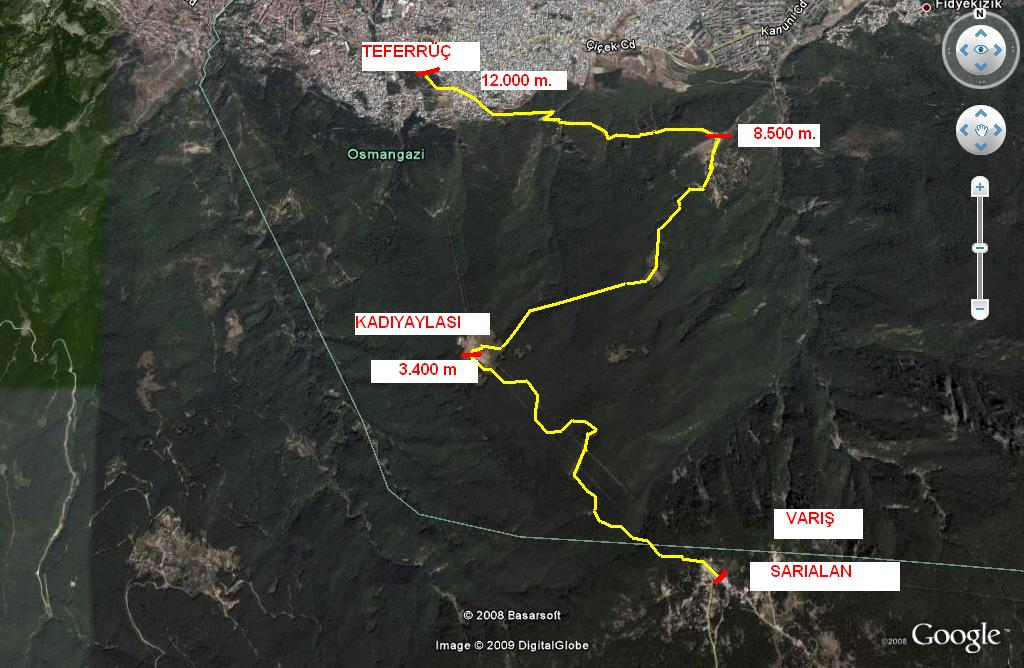 Fidyekızık
N
Kanuni Cd
TEFERRÜÇ
Çiçek Cd
12.000 m.
8.500 m.
Osmangazi
KADIYAYLASI
3.400 m
VARIŞ
SARIALAN
© 2008 Basarsoft
Image © 2009 DigitalGlobe
©2008 Google™